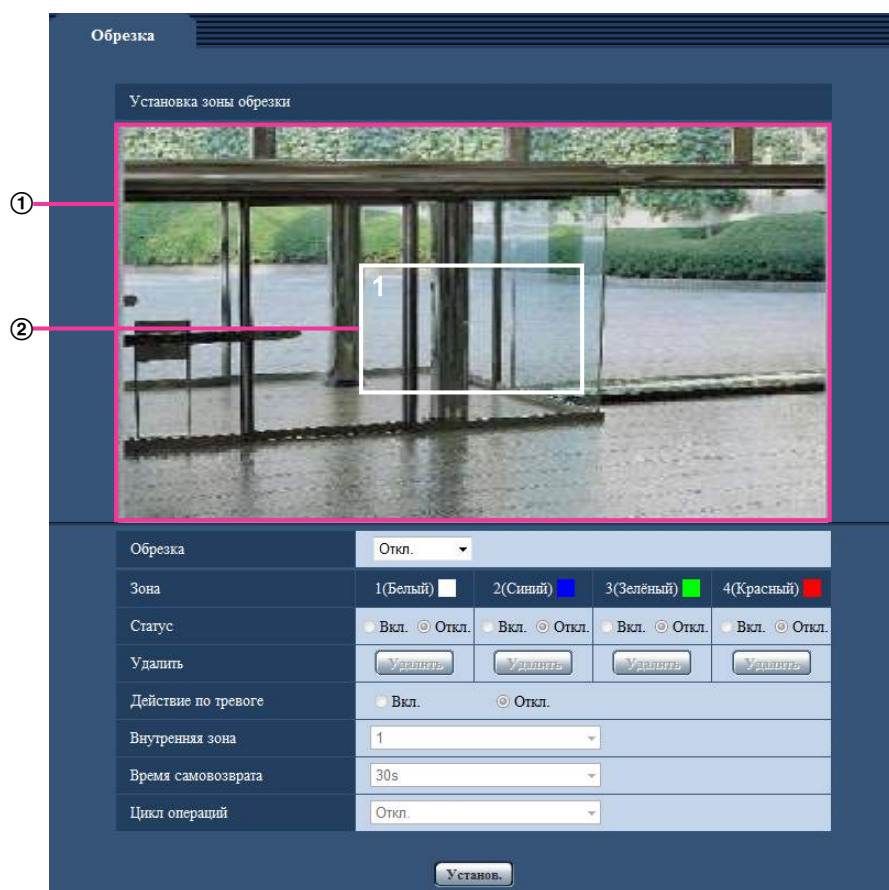 Обрезка
Установка зоны обрезки
①
②
1
Обрезка Откл.
Зона 1(Белый) 2(Синий) 3(Зелёный) 4(Красный)
Статус Вкл. Откл. Вкл. Откл. Вкл. Откл. Вкл. Откл.
Удалить Удалить Удалить Удалить Удалить
Действие по тревоге Вкл. Откл.
Внутренняя зона 1
Время самовозврата 30s
Цикл операций Откл.
Установ.